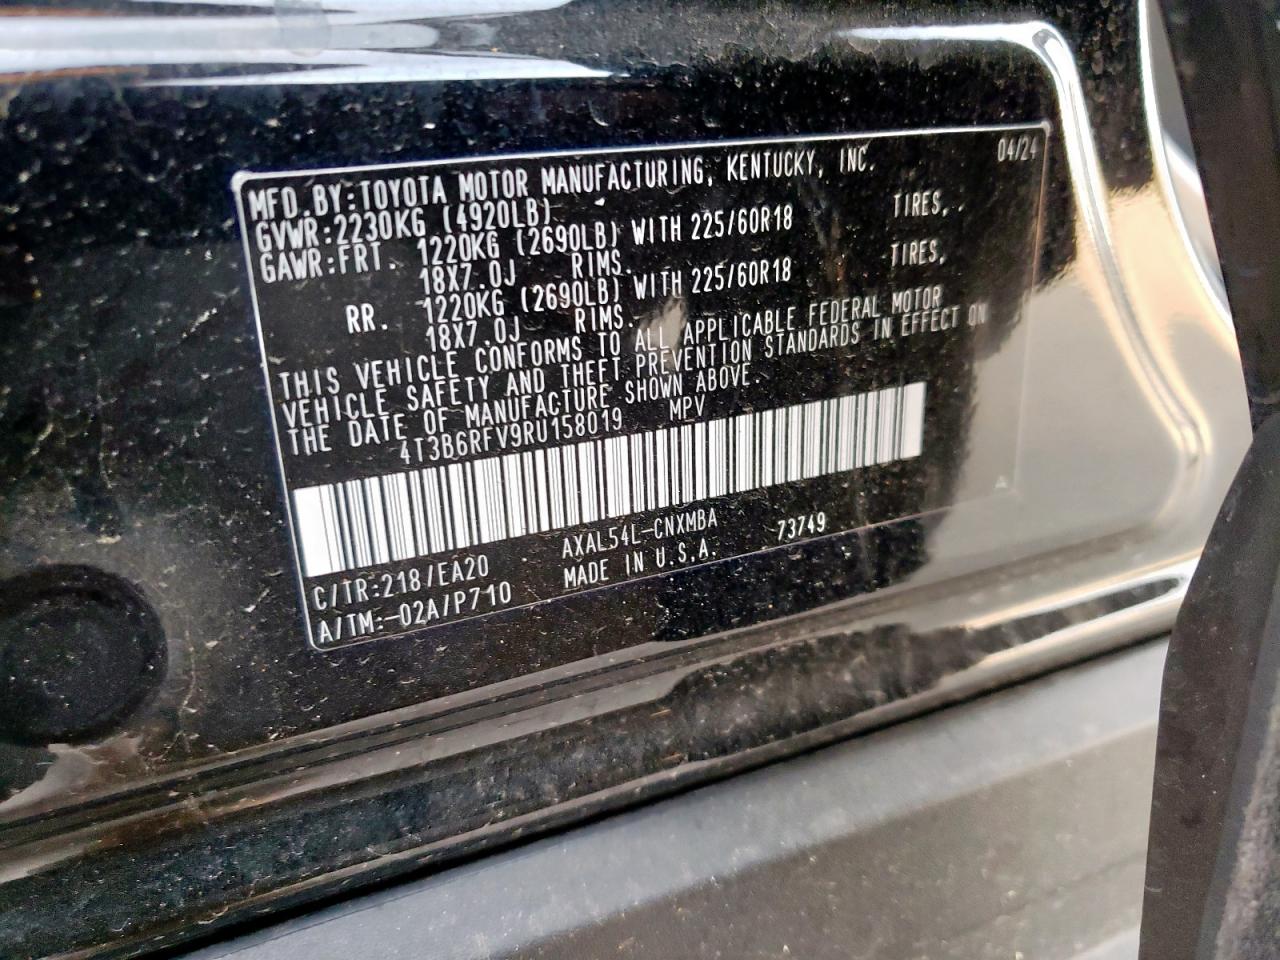 MFD.BY:TOYOTA MOTOR MANUFACTURING, KENTUCKY, INC. 04/24
GVWR:2230KG (4920LB)
GAWR:FRT. 1220KG (2690LB) WITH 225/60R18 TIRES,
18X7.0J RIMS.
RR. 1220KG (2690LB) WITH 225/60R18 TIRES,
18X7.0J RIMS.
THIS VEHICLE CONFORMS TO ALL APPLICABLE FEDERAL MOTOR
VEHICLE SAFETY AND THEFT PREVENTION STANDARDS IN EFFECT ON
THE DATE OF MANUFACTURE SHOWN ABOVE.
4T3B6RFV9RU158019 MPV
A
C/TR:218/EA20 AXAL54L-CNXMBA 73749
A/TM:-02A/P710 MADE IN U.S.A.